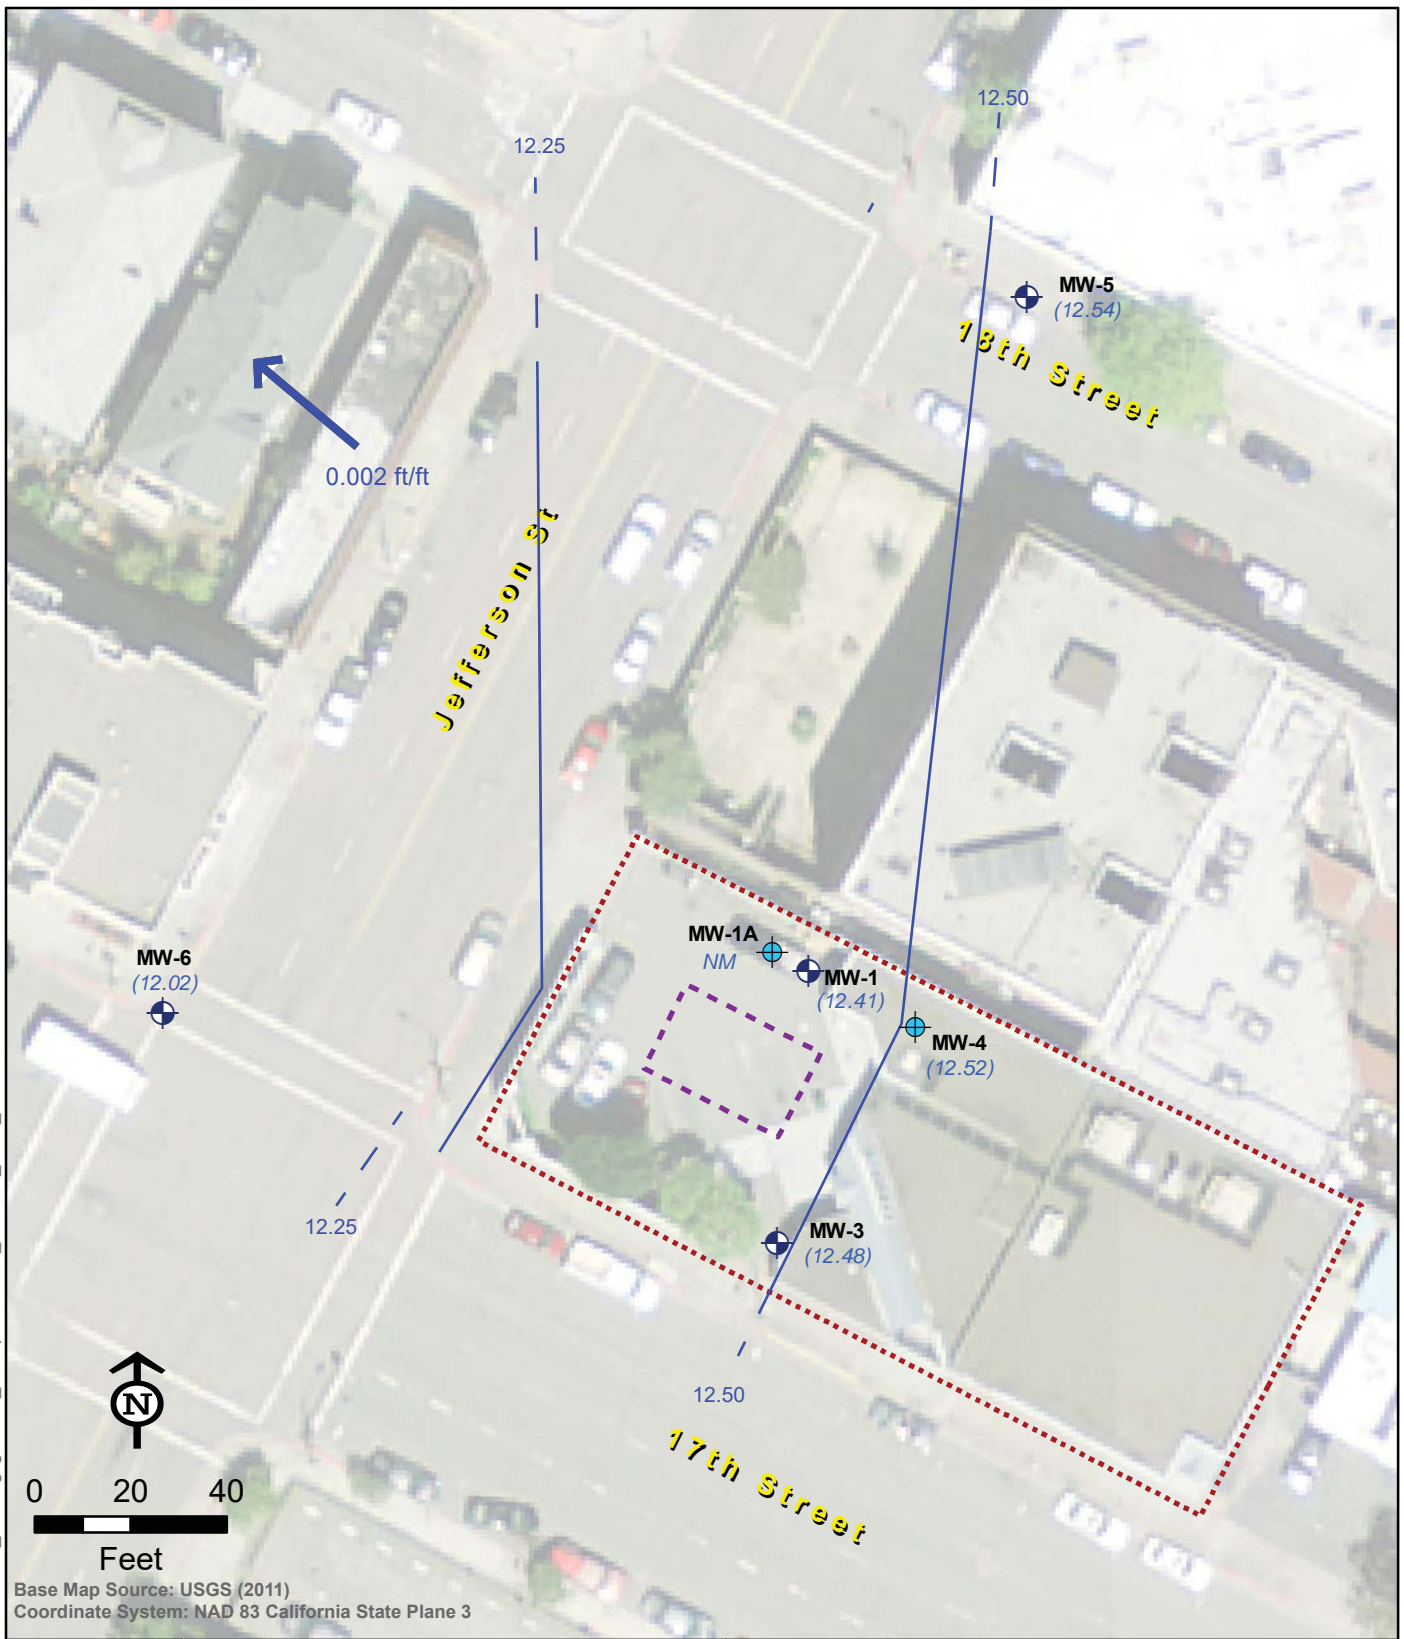 12.50
12.25
MW-5
(12.54)
18th Street
0.002 ft/ft
Jefferson St
MW-1A
NM
MW-1
(12.41)
MW-6
(12.02)
MW-4
(12.52)
MW-3
(12.48)
12.25
12.50
17th Street
N
0 20 40
Feet
Base Map Source: USGS (2011)
Coordinate System: NAD 83 California State Plane 3